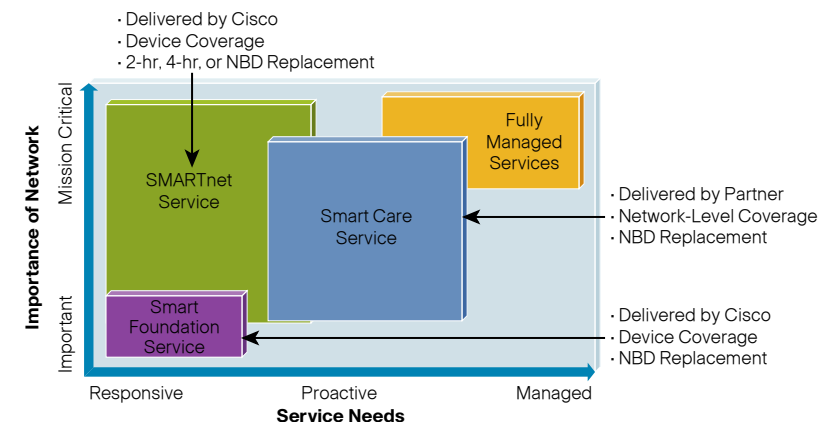 · Delivered by Cisco
· Device Coverage
· 2-hr, 4-hr, or NBD Replacement
Importance of Network
Mission Critical
Important
SMARTnet
Service
Smart Care
Service
Fully
Managed
Services
Smart
Foundation
Service
· Delivered by Partner
· Network-Level Coverage
· NBD Replacement
· Delivered by Cisco
· Device Coverage
· NBD Replacement
Responsive
Proactive
Managed
Service Needs